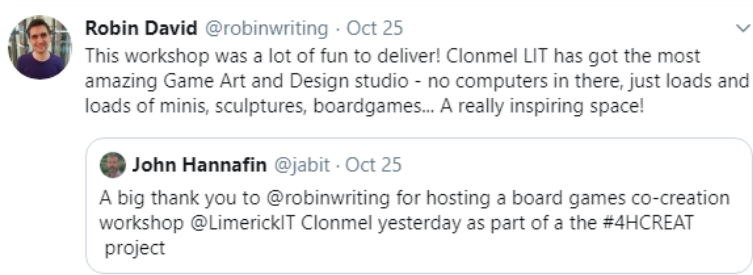 Robin David @robinwriting · Oct 25
This workshop was a lot of fun to deliver! Clonmel LIT has got the most
amazing Game Art and Design studio - no computers in there, just loads and
loads of minis, sculptures, boardgames... A really inspiring space!
John Hannafin @jabit · Oct 25
A big thank you to @robinwriting for hosting a board games co-creation
workshop @LimerickIT Clonmel yesterday as part of a the #4HCREAT
project